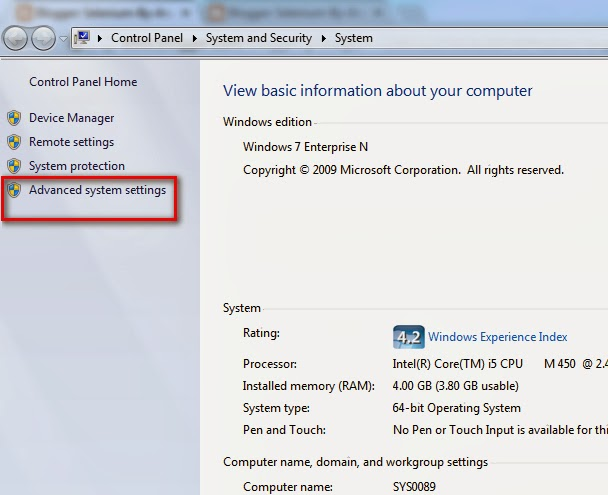 Control Panel System and Security System
Control Panel Home
Device Manager
Remote settings
System protection
Advanced system settings
View basic information about your computer
Windows edition
Windows 7 Enterprise N
Copyright © 2009 Microsoft Corporation. All rights reserved.
System
Rating: 4.2 Windows Experience Index
Processor: Intel(R) Core(TM) i5 CPU M 450 @ 2.4
Installed memory (RAM): 4.00 GB (3.80 GB usable)
System type: 64-bit Operating System
Pen and Touch: No Pen or Touch Input is available for thi
Computer name, domain, and workgroup settings
Computer name: SYS0089